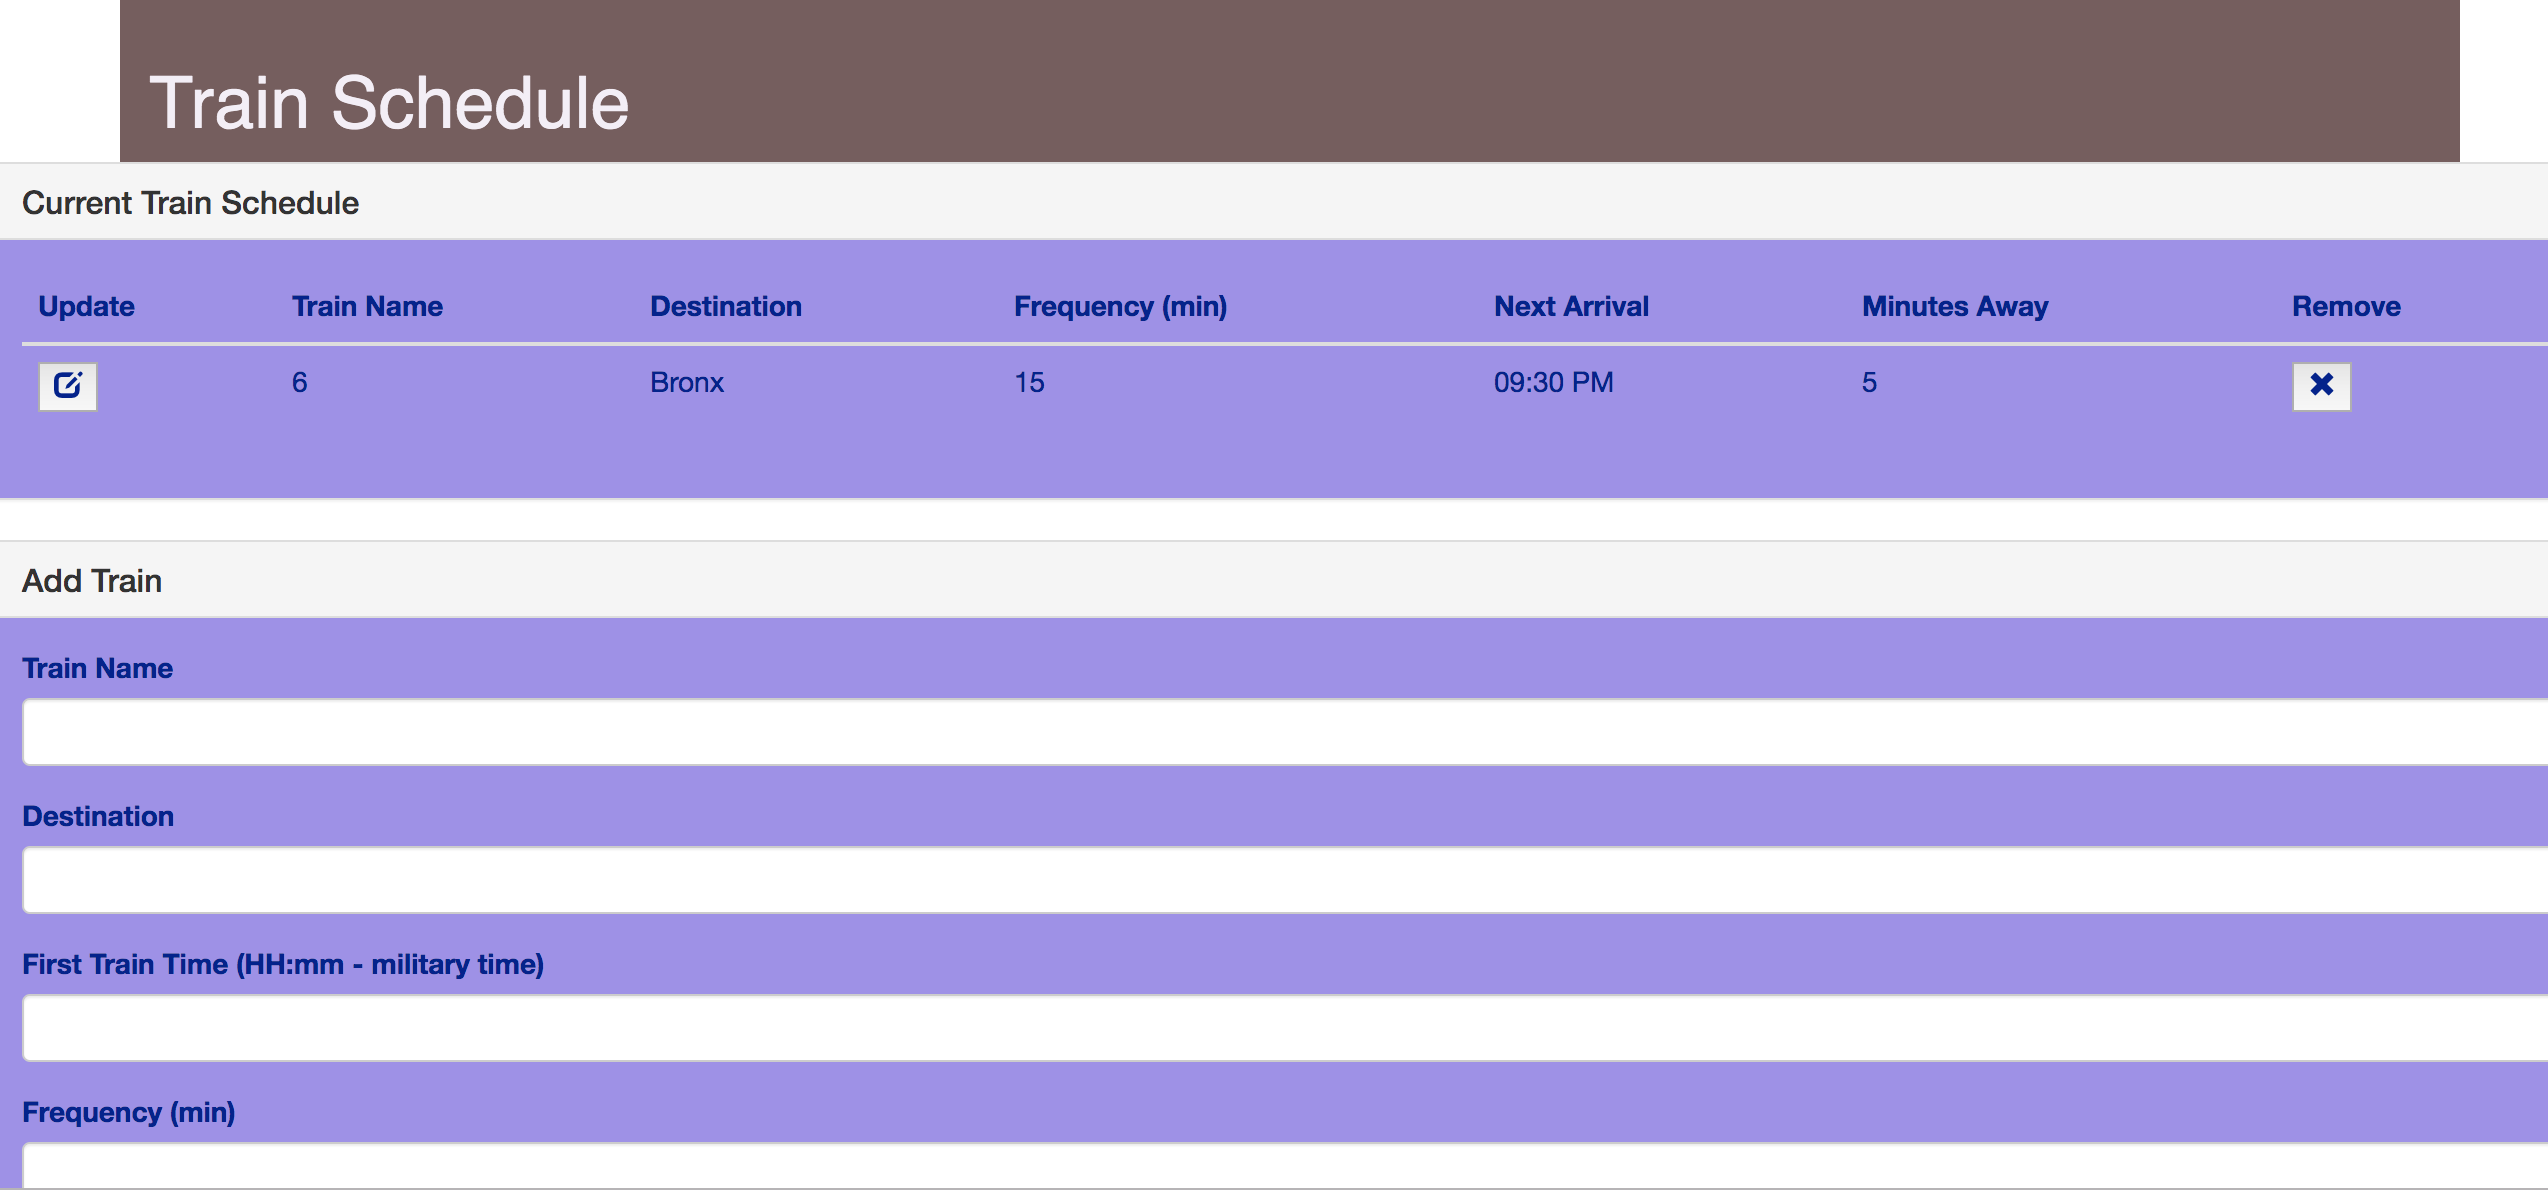 Train Schedule
Current Train Schedule
Update Train Name Destination Frequency (min) Next Arrival Minutes Away Remove
6 Bronx 15 09:30 PM 5
Add Train
Train Name
Destination
First Train Time (HH:mm - military time)
Frequency (min)